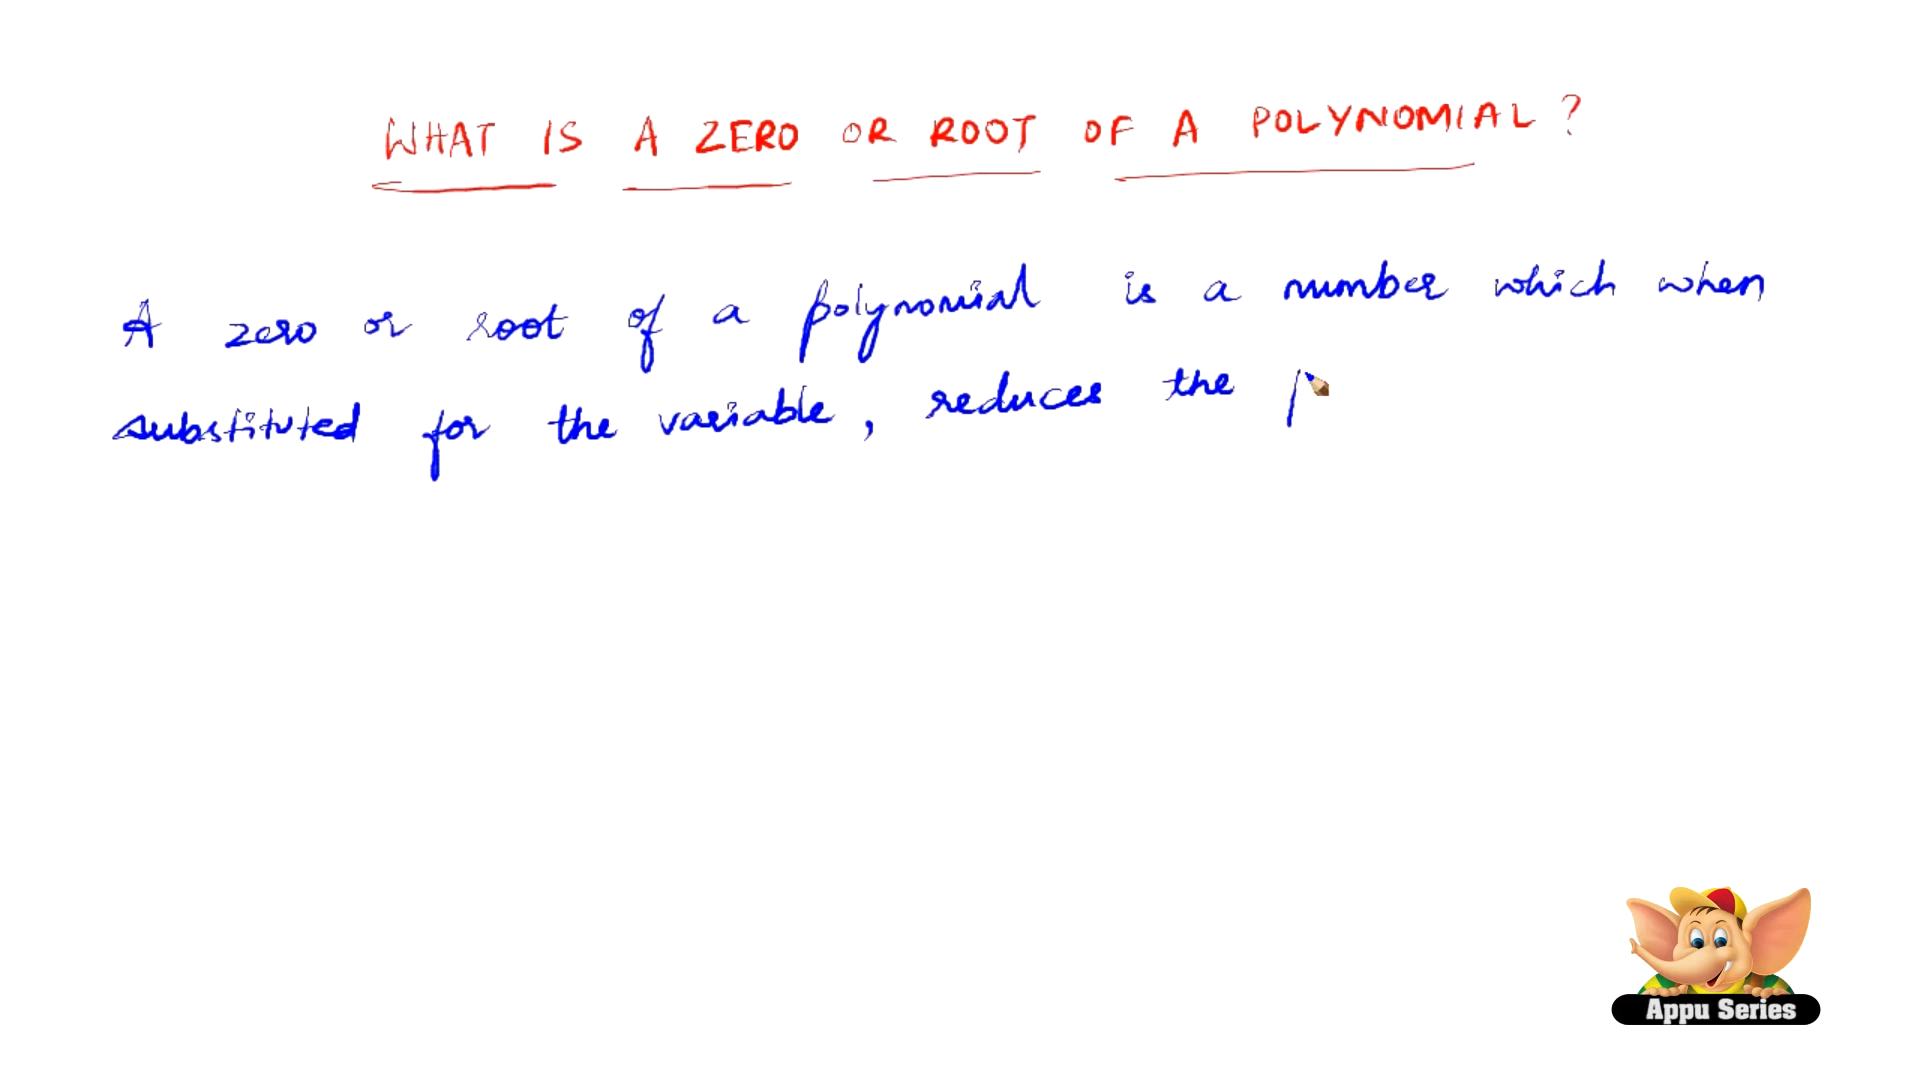 WHAT IS A ZERO OR ROOT OF A POLYNOMIAL?
A zero or root of a polynomial is a number which when
substituted for the variable, reduces the p
Appu Series